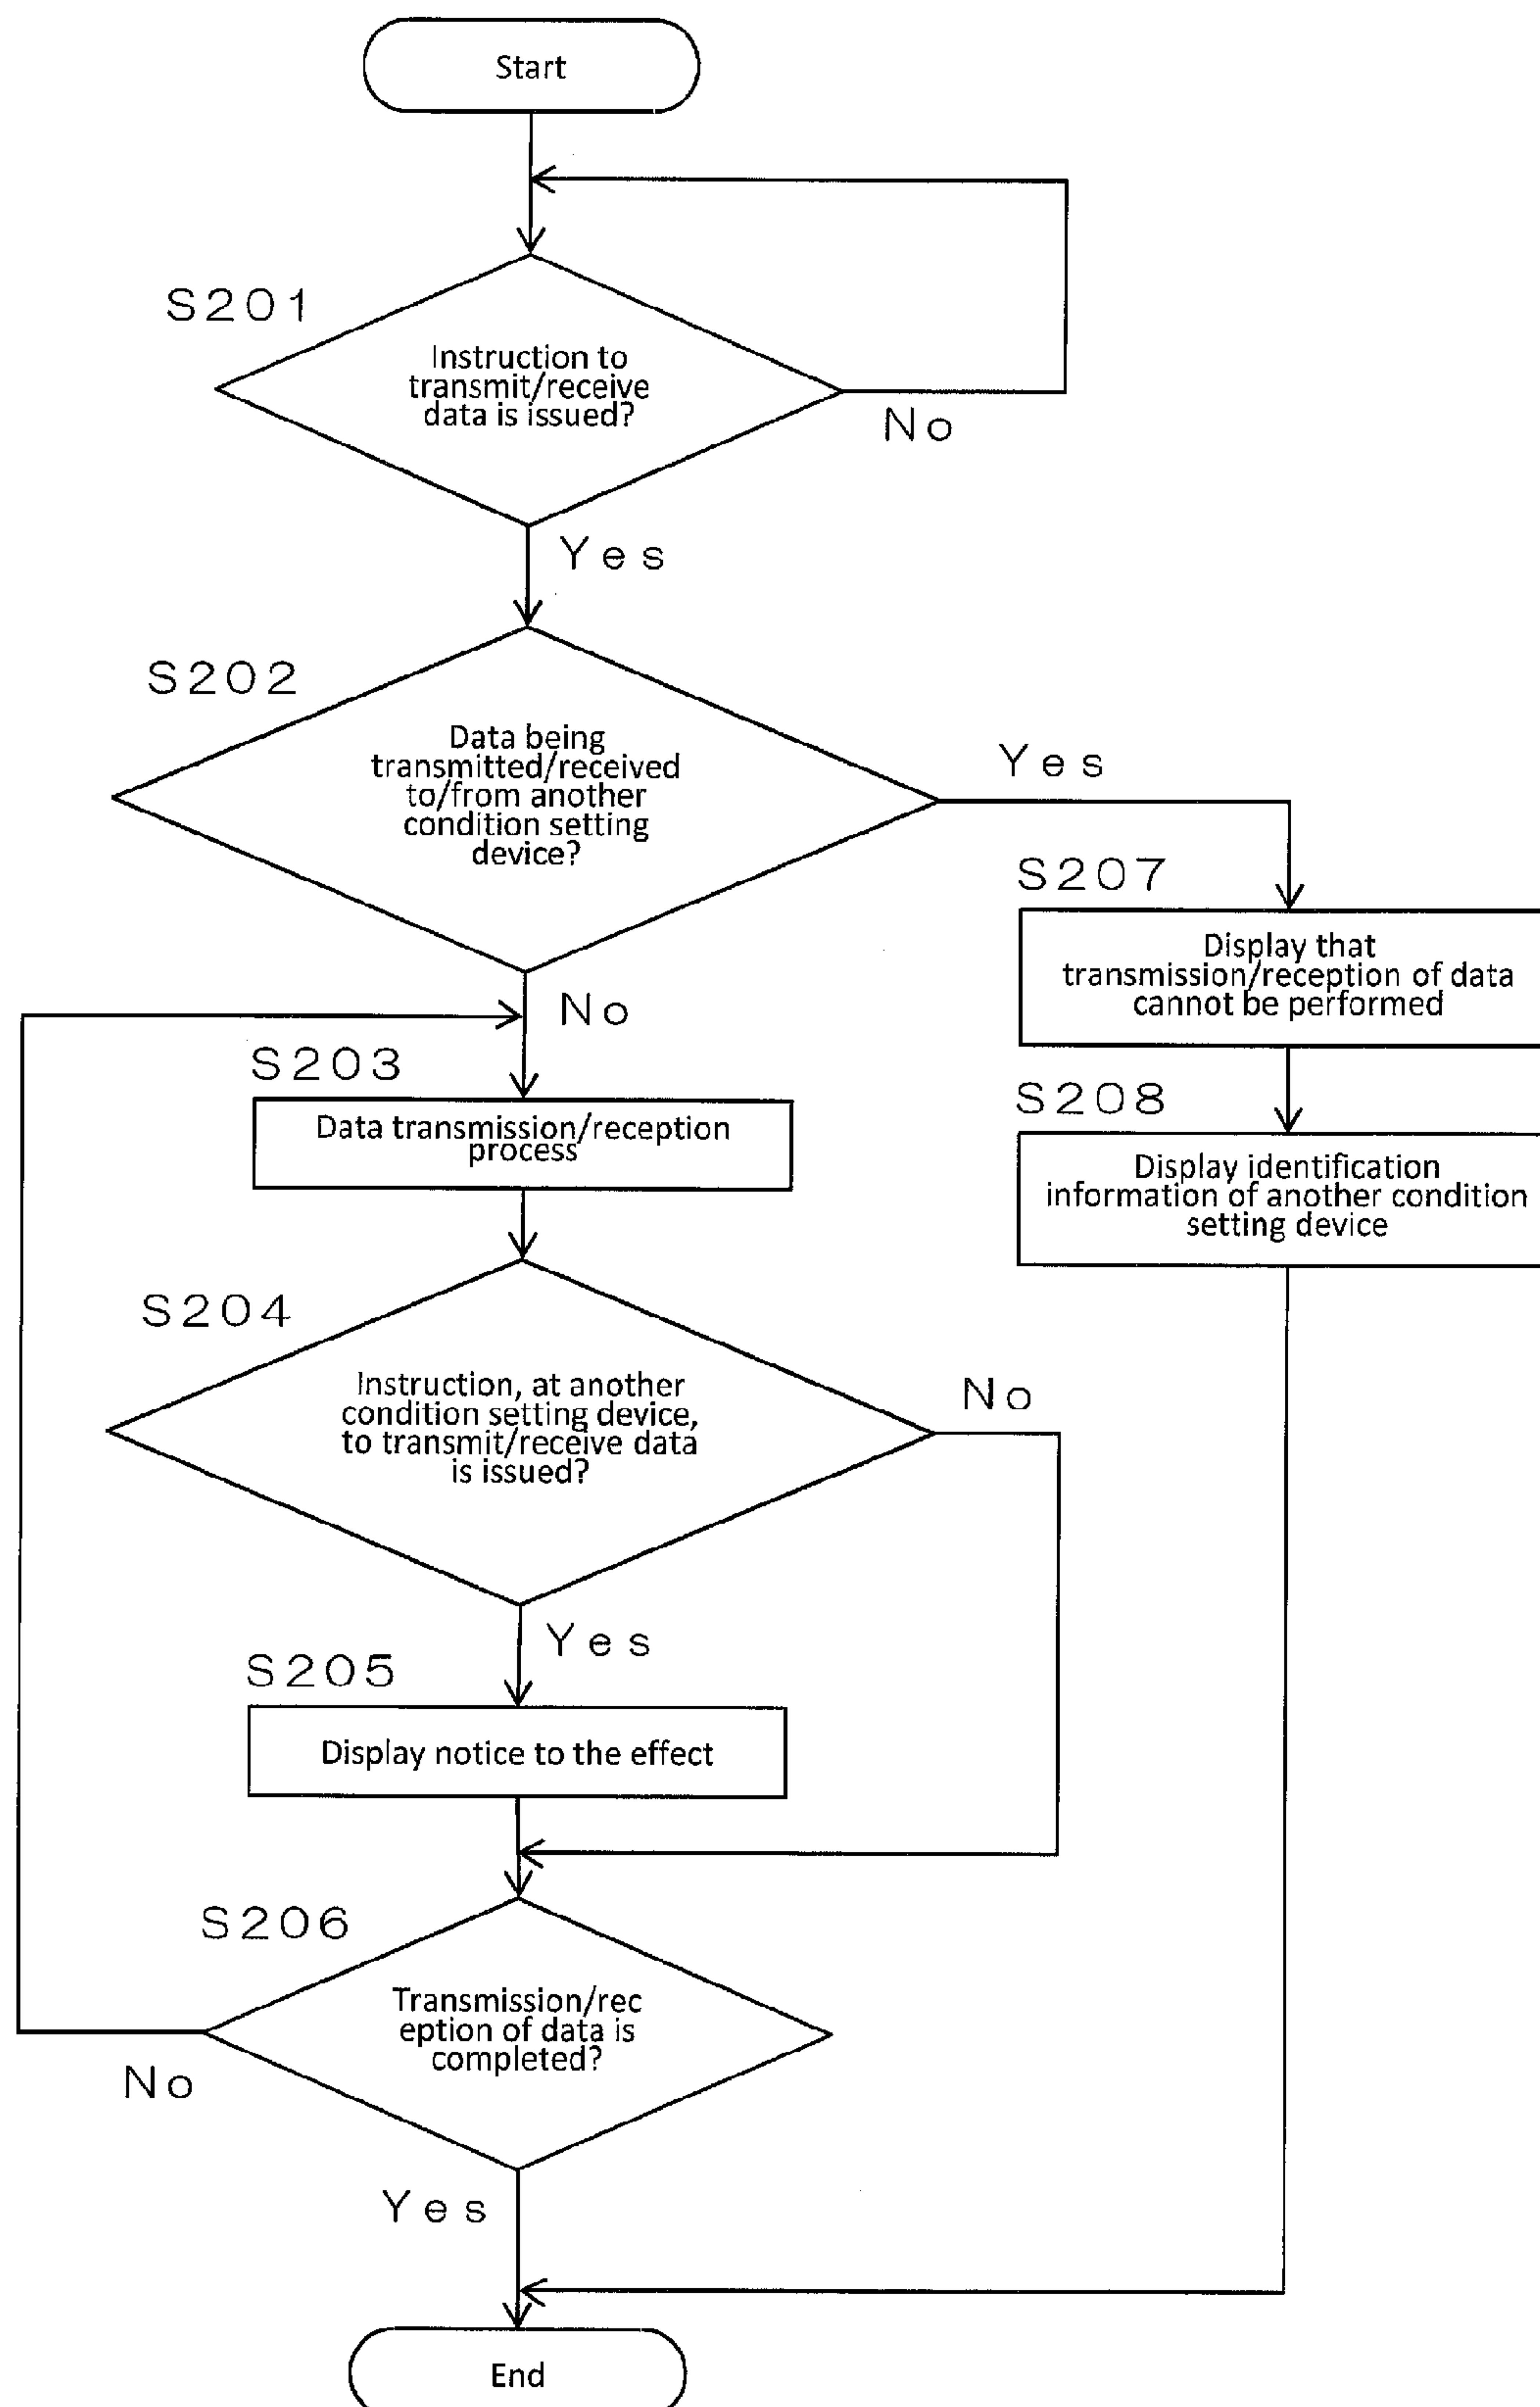 Start
S201
Instruction to
transmit/receive
data is issued?
No
Yes
S202
Data being
transmitted/received
to/from another
condition setting
device?
Yes
No
S207
Display that
transmission/reception of data
cannot be performed
S203
Data transmission/reception
process
S208
Display identification
information of another condition
setting device
S204
Instruction, at another
condition setting device,
to transmit/receive data
is issued?
No
Yes
S205
Display notice to the effect
S206
Transmission/rec
eption of data is
completed?
No
Yes
End